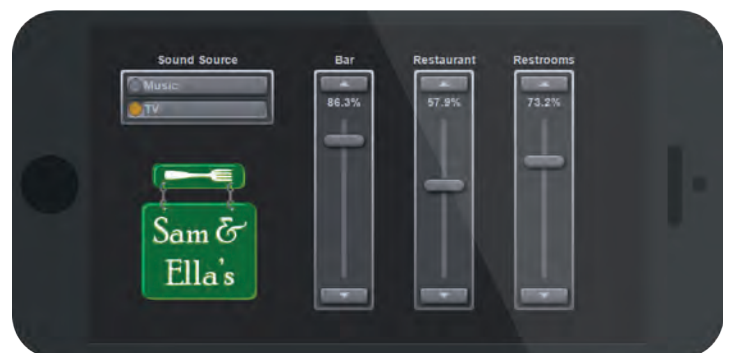 Sound Source
Music
TV
Bar
86.3%
Restaurant
57.9%
Restrooms
73.2%
Sam &
Ella's